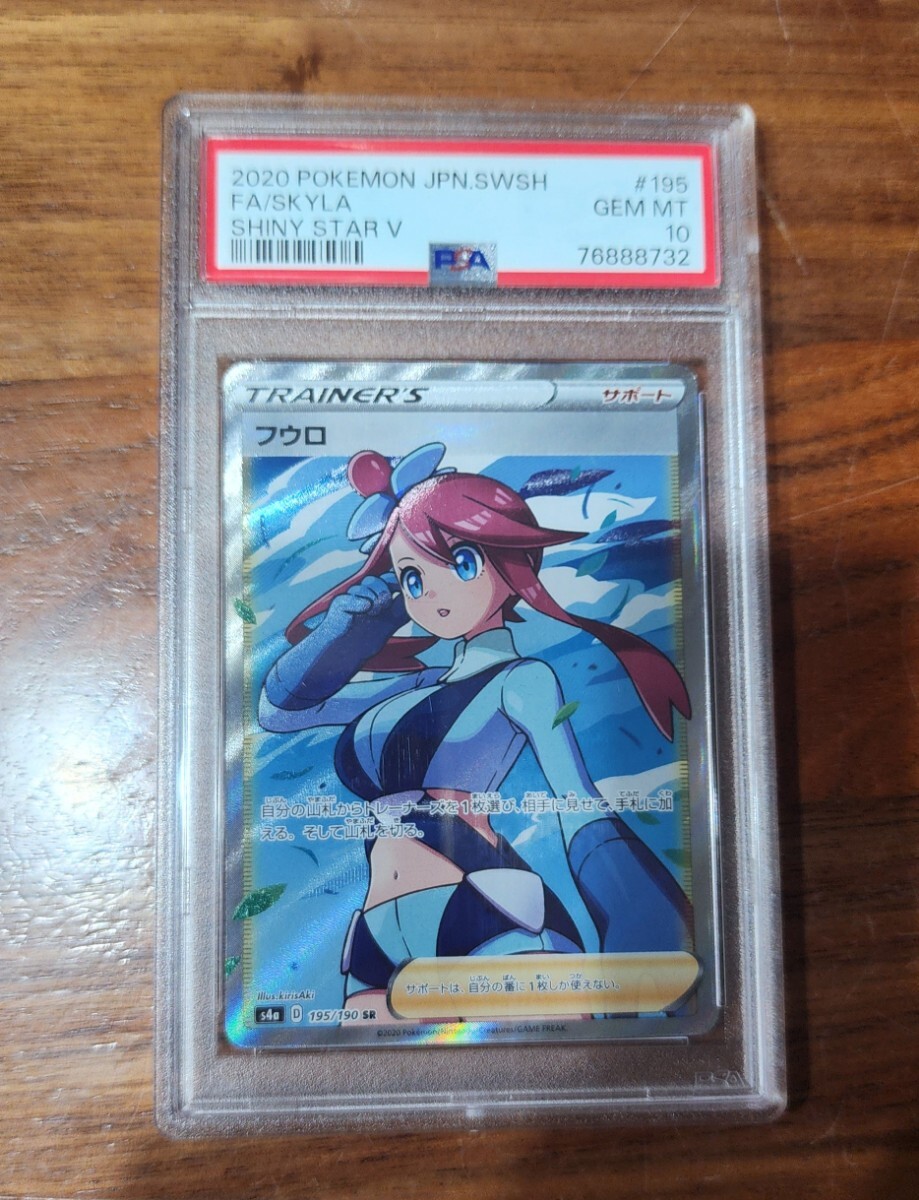 2020 POKEMON JPN.SWSH #195
FA/SKYLA GEM MT
SHINY STAR V 10
PSA 76888732
TRAINER'S サポート
フウロ
自分の山札からトレーナーズを1枚選び、相手に見せて、手札に加
える。そして山札を切る。
サポートは、自分の番に1枚しか使えない。
Illus.kirisAki
s4a D 195/190 SR
©2020 Pokémon/Nintendo/Creatures/GAME FREAK.
PSA